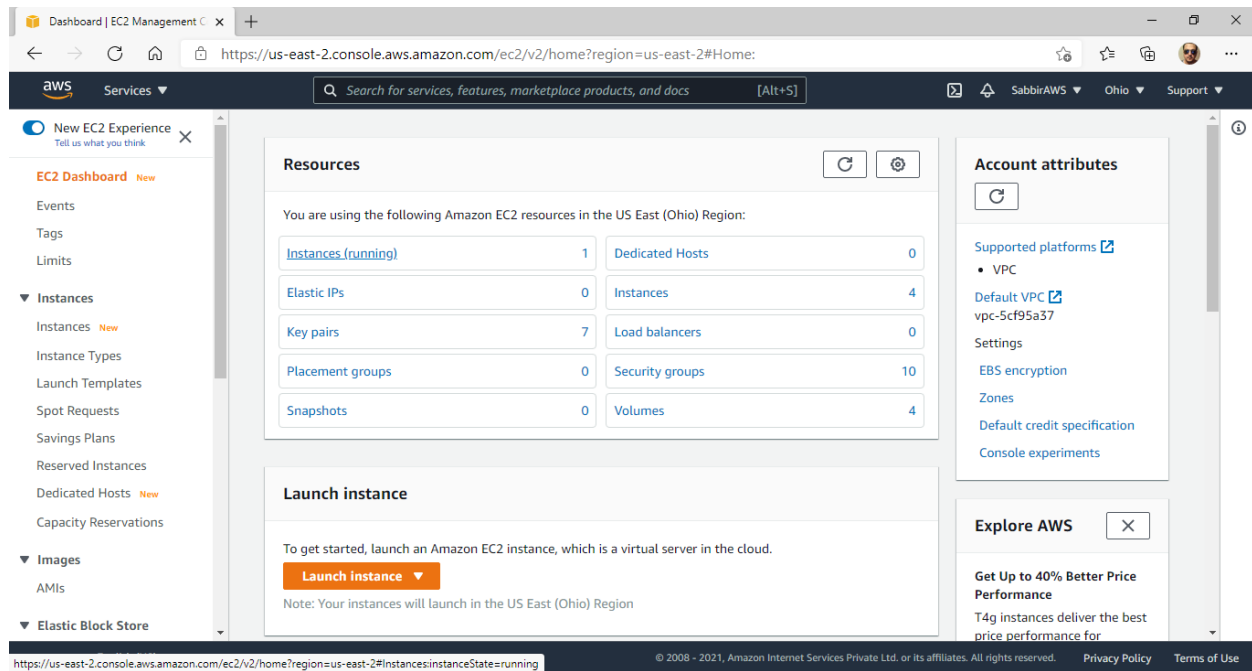 Dashboard | EC2 Management C
https://us-east-2.console.aws.amazon.com/ec2/v2/home?region=us-east-2#Home:
aws
Services
Search for services, features, marketplace products, and docs
[Alt+S]
SabbirAWS
Ohio
Support
New EC2 Experience
Tell us what you think
EC2 Dashboard New
Events
Tags
Limits
Instances
Instances New
Instance Types
Launch Templates
Spot Requests
Savings Plans
Reserved Instances
Dedicated Hosts New
Capacity Reservations
Images
AMIs
Elastic Block Store
Resources
You are using the following Amazon EC2 resources in the US East (Ohio) Region:
Instances (running) 1
Dedicated Hosts 0
Elastic IPs 0
Instances 4
Key pairs 7
Load balancers 0
Placement groups 0
Security groups 10
Snapshots 0
Volumes 4
Launch instance
To get started, launch an Amazon EC2 instance, which is a virtual server in the cloud.
Launch instance
Note: Your instances will launch in the US East (Ohio) Region
Account attributes
Supported platforms
• VPC
Default VPC
vpc-5cf95a37
Settings
EBS encryption
Zones
Default credit specification
Console experiments
Explore AWS
Get Up to 40% Better Price
Performance
T4g instances deliver the best
price performance for
https://us-east-2.console.aws.amazon.com/ec2/v2/home?region=us-east-2#Instances:instanceState=running
© 2008 - 2021, Amazon Internet Services Private Ltd. or its affiliates. All rights reserved.
Privacy Policy
Terms of Use